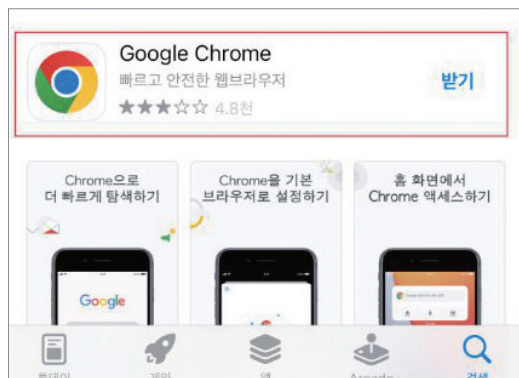 Google Chrome
빠르고 안전한 웹브라우저
★★★☆☆ 4.8천
받기
Chrome으로
더 빠르게 탐색하기
Chrome을 기본
브라우저로 설정하기
홈 화면에서
Chrome 액세스하기
Google
검색